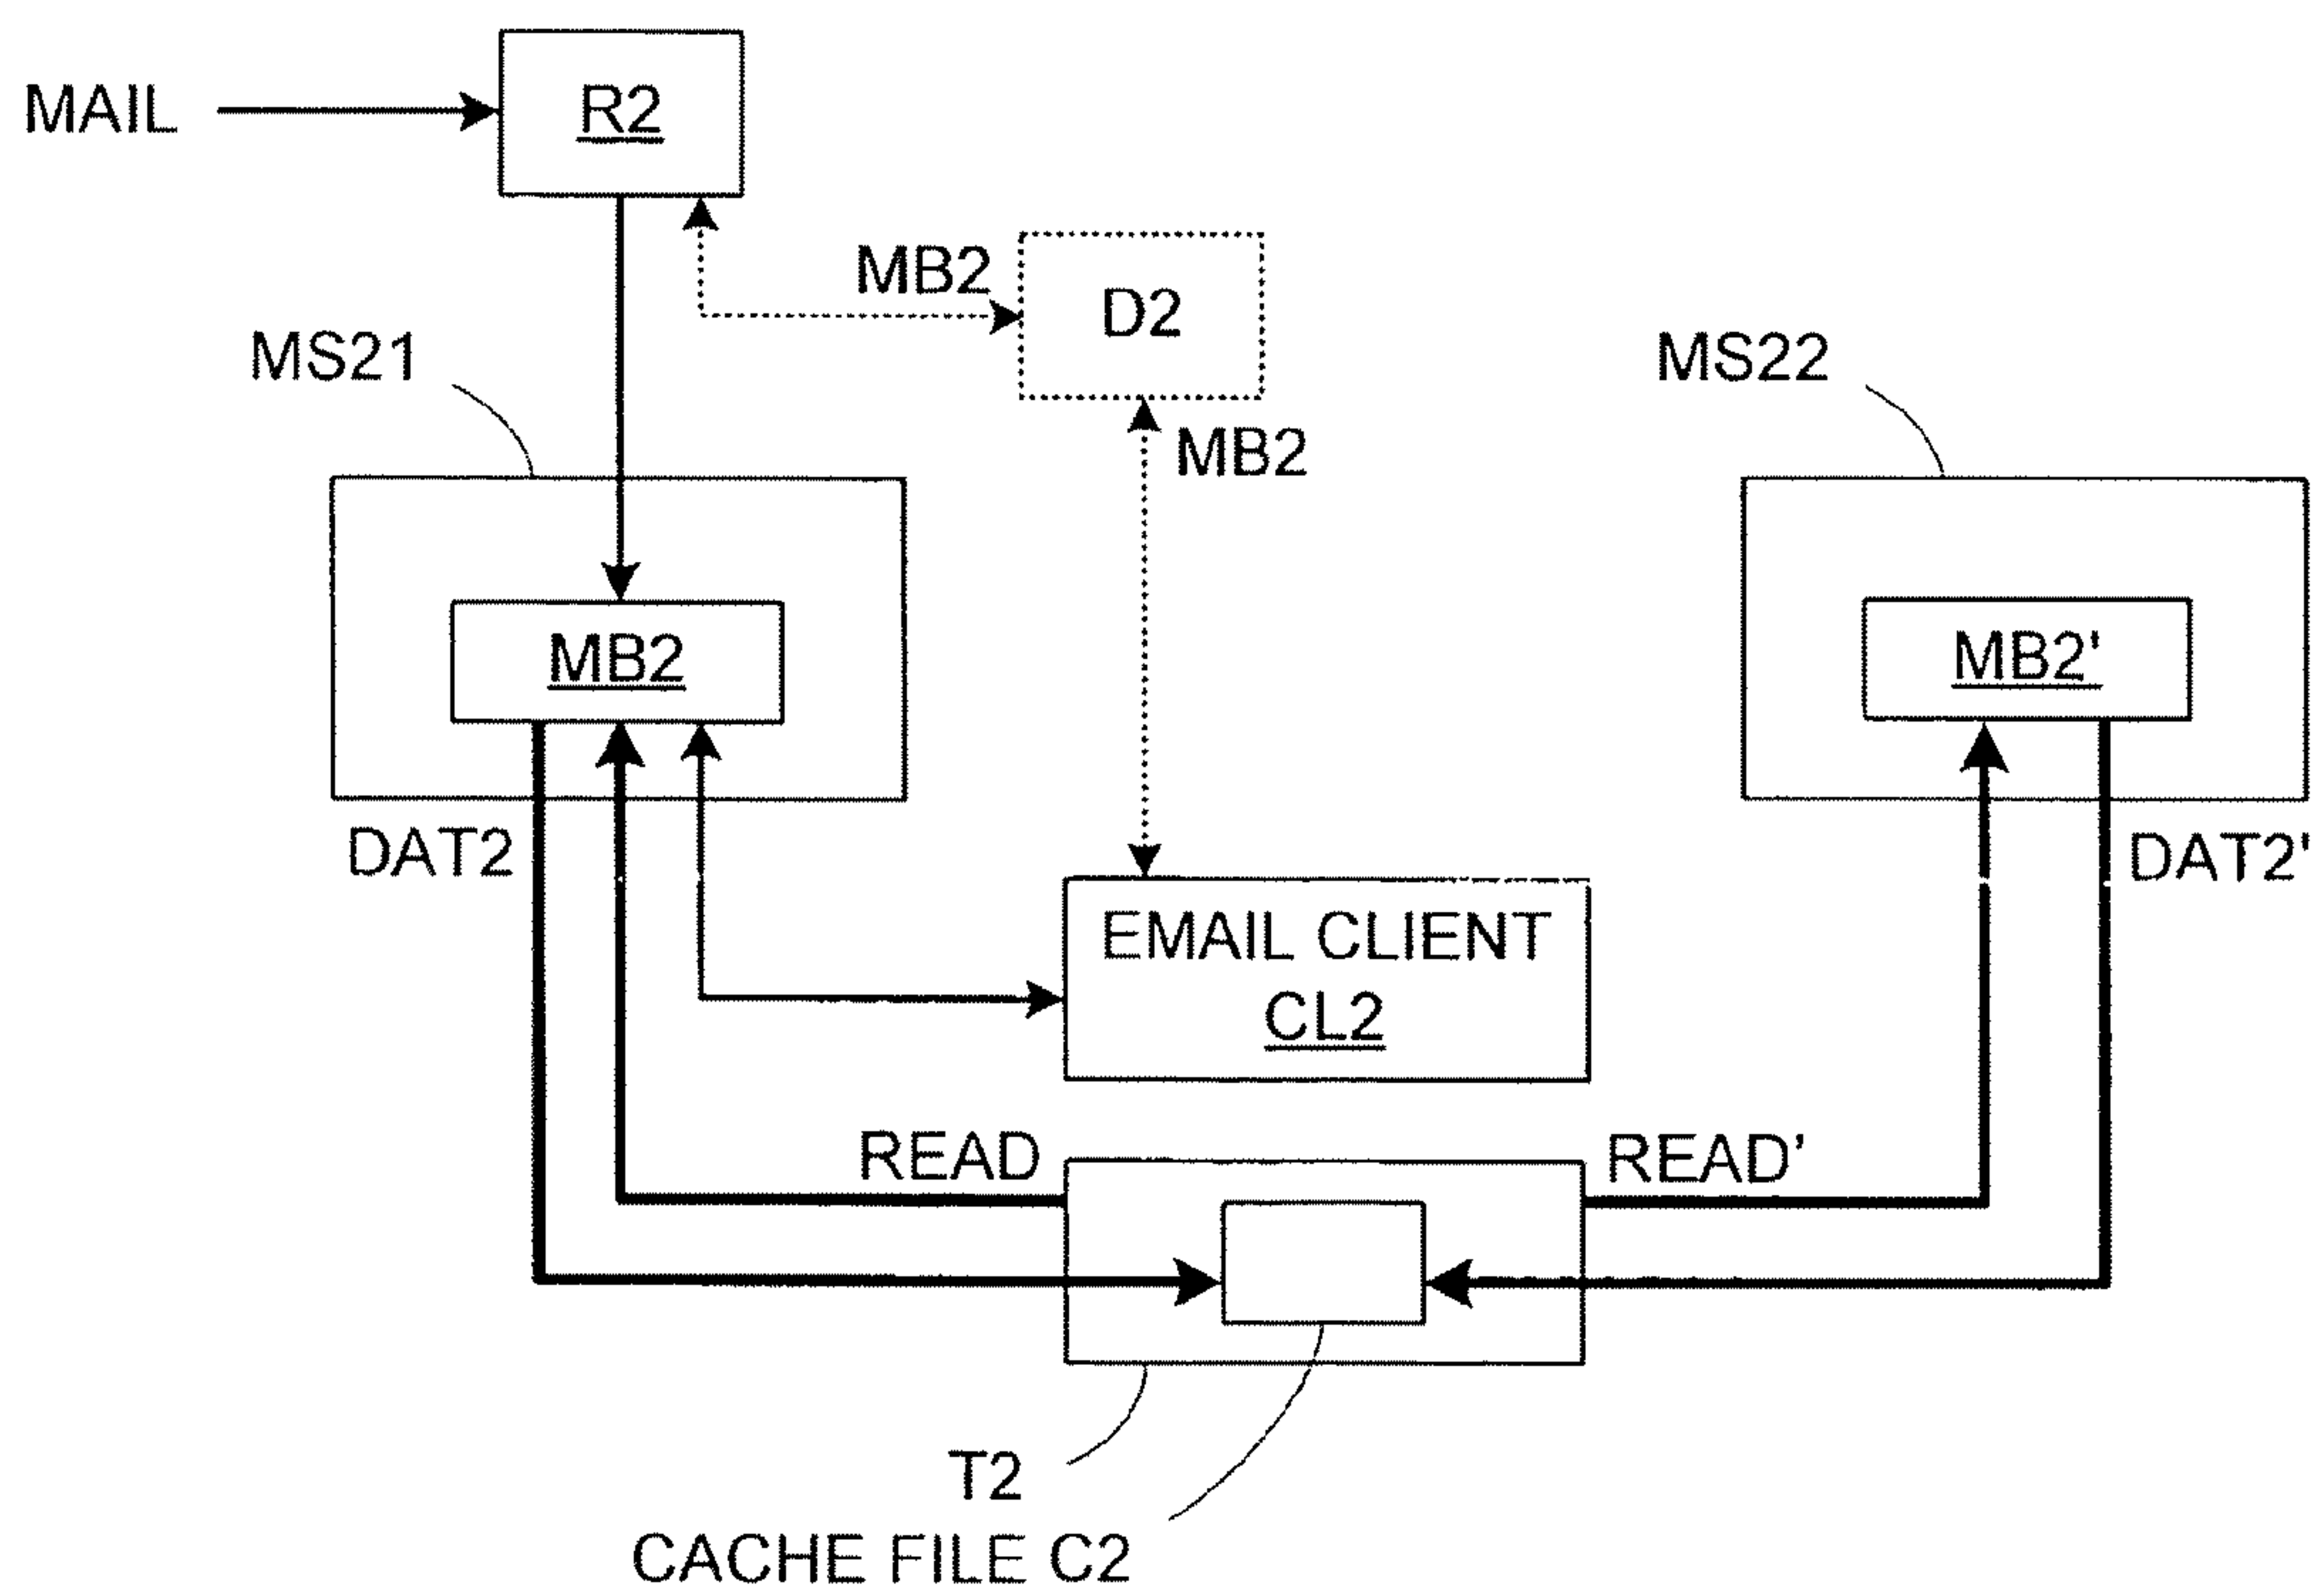 MAIL
R2
MB2
D2
MS21
MS22
MB2
MB2
MB2'
DAT2
DAT2'
EMAIL CLIENT
CL2
READ
READ’
T2
CACHE FILE C2